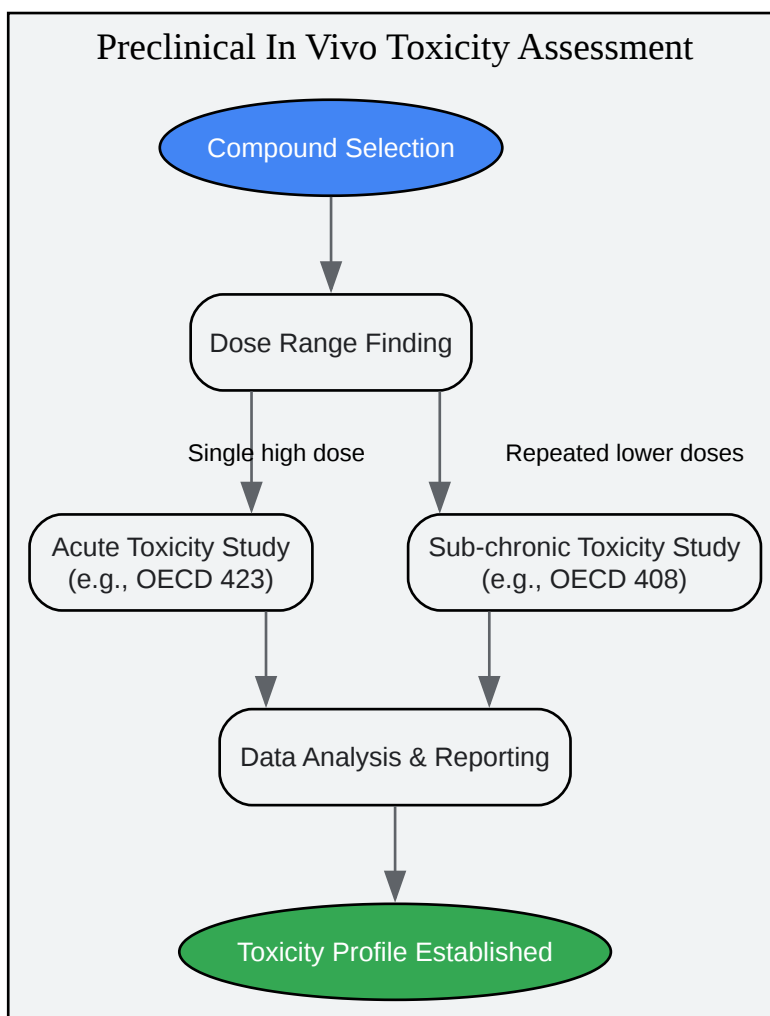 Preclinical In Vivo Toxicity Assessment
Compound Selection
Dose Range Finding
Single high dose
Repeated lower doses
Acute Toxicity Study
(e.g., OECD 423)
Sub-chronic Toxicity Study
(e.g., OECD 408)
Data Analysis & Reporting
Toxicity Profile Established